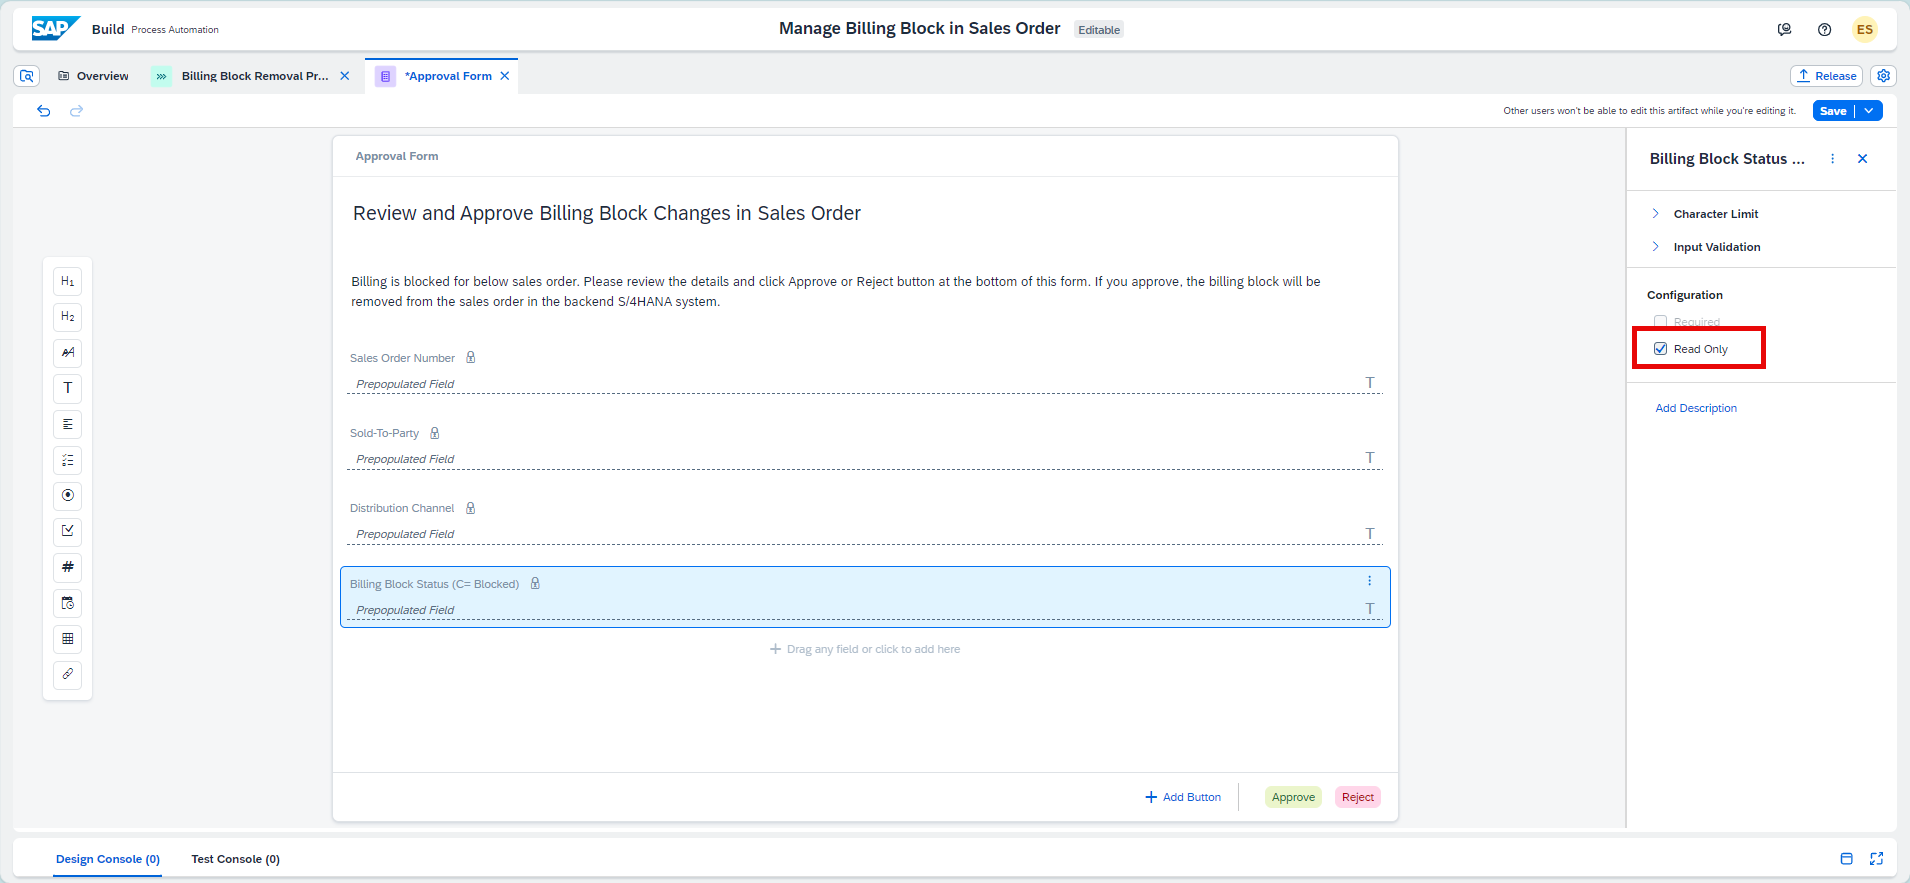 SAP Build Process Automation
Manage Billing Block in Sales Order Editable
ES
Overview
Billing Block Removal Pr...
*Approval Form
Release
Other users won't be able to edit this artifact while you're editing it.
Save
Approval Form
Review and Approve Billing Block Changes in Sales Order
Billing is blocked for below sales order. Please review the details and click Approve or Reject button at the bottom of this form. If you approve, the billing block will be
removed from the sales order in the backend S/4HANA system.
H1
H2
T
#
Sales Order Number
Prepopulated Field T
Sold-To-Party
Prepopulated Field T
Distribution Channel
Prepopulated Field T
Billing Block Status (C= Blocked)
Prepopulated Field T
Drag any field or click to add here
Add Button
Approve
Reject
Billing Block Status ...
Character Limit
Input Validation
Configuration
Required
Read Only
Add Description
Design Console (0)
Test Console (0)